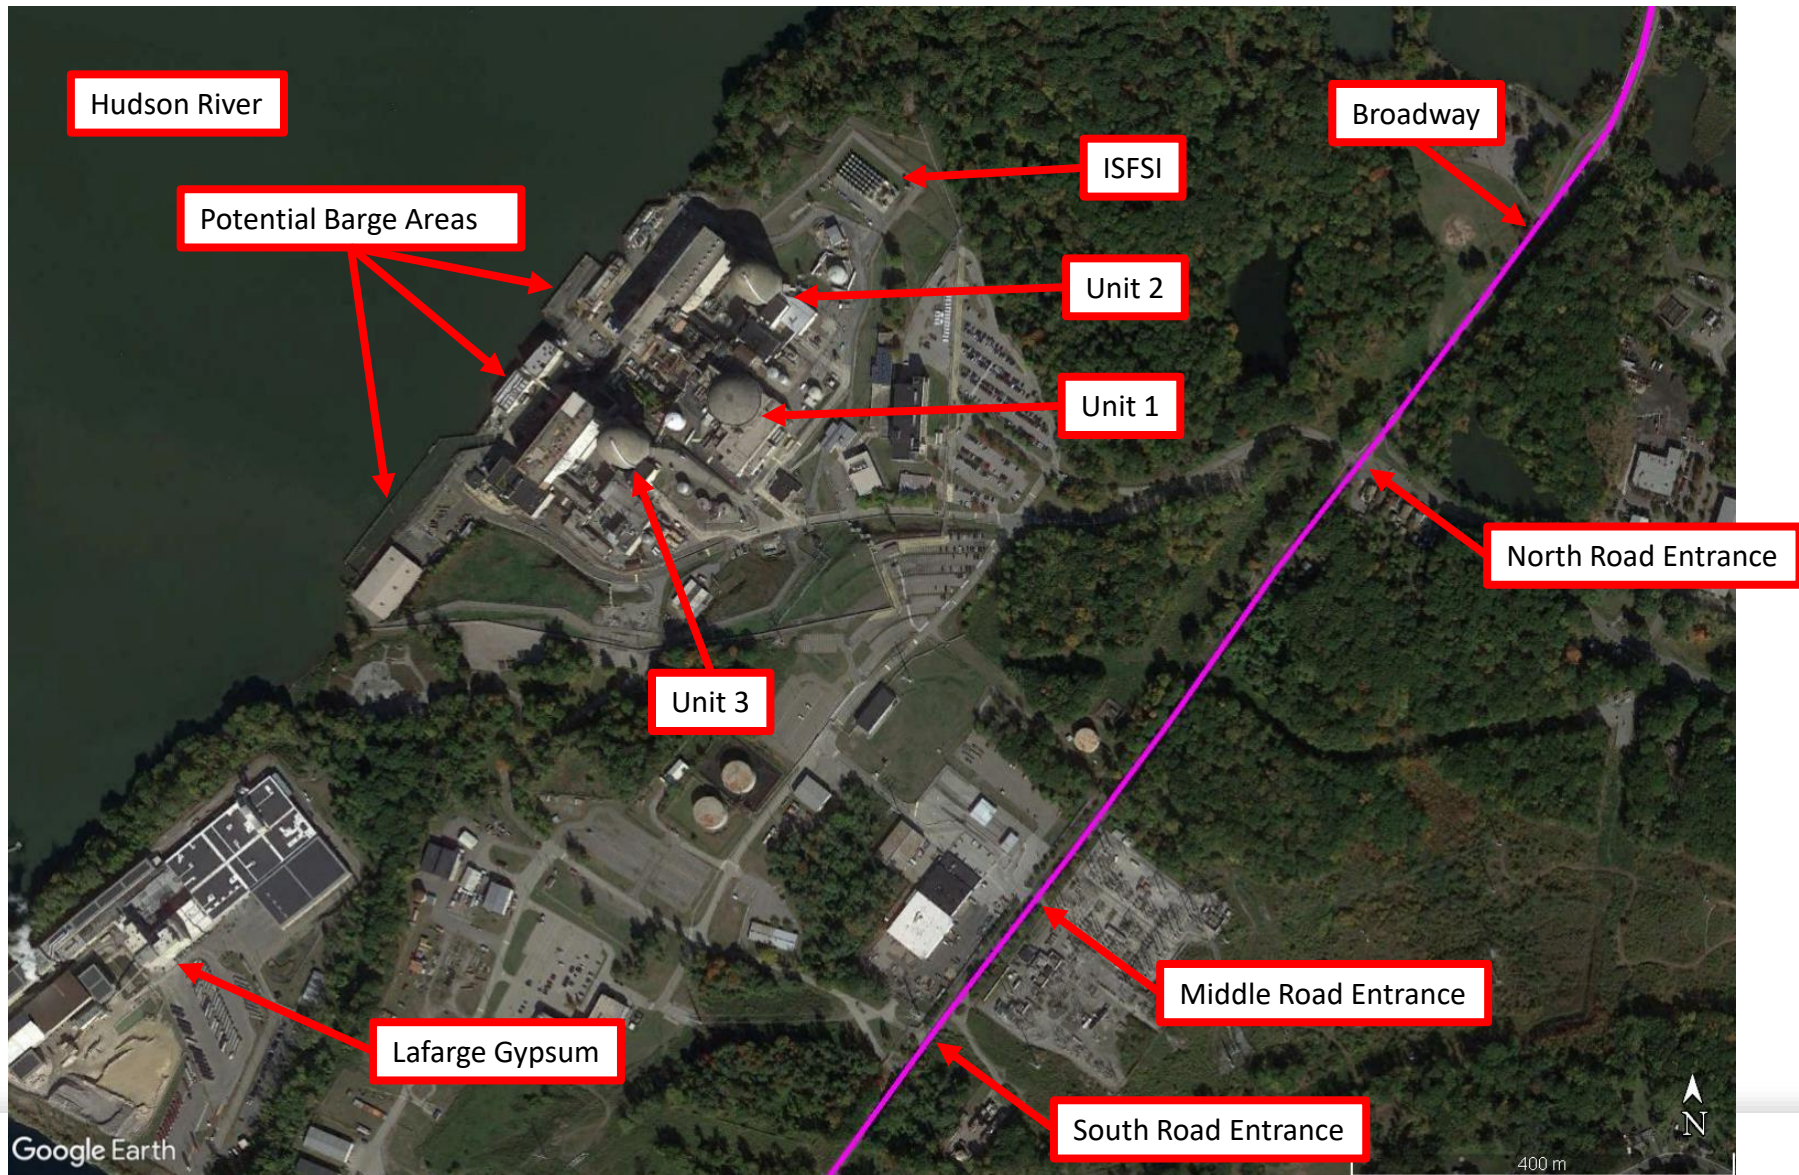 Hudson River
Broadway
ISFSI
Potential Barge Areas
Unit 2
Unit 1
North Road Entrance
Unit 3
Middle Road Entrance
Lafarge Gypsum
South Road Entrance
N
Google Earth
400 m